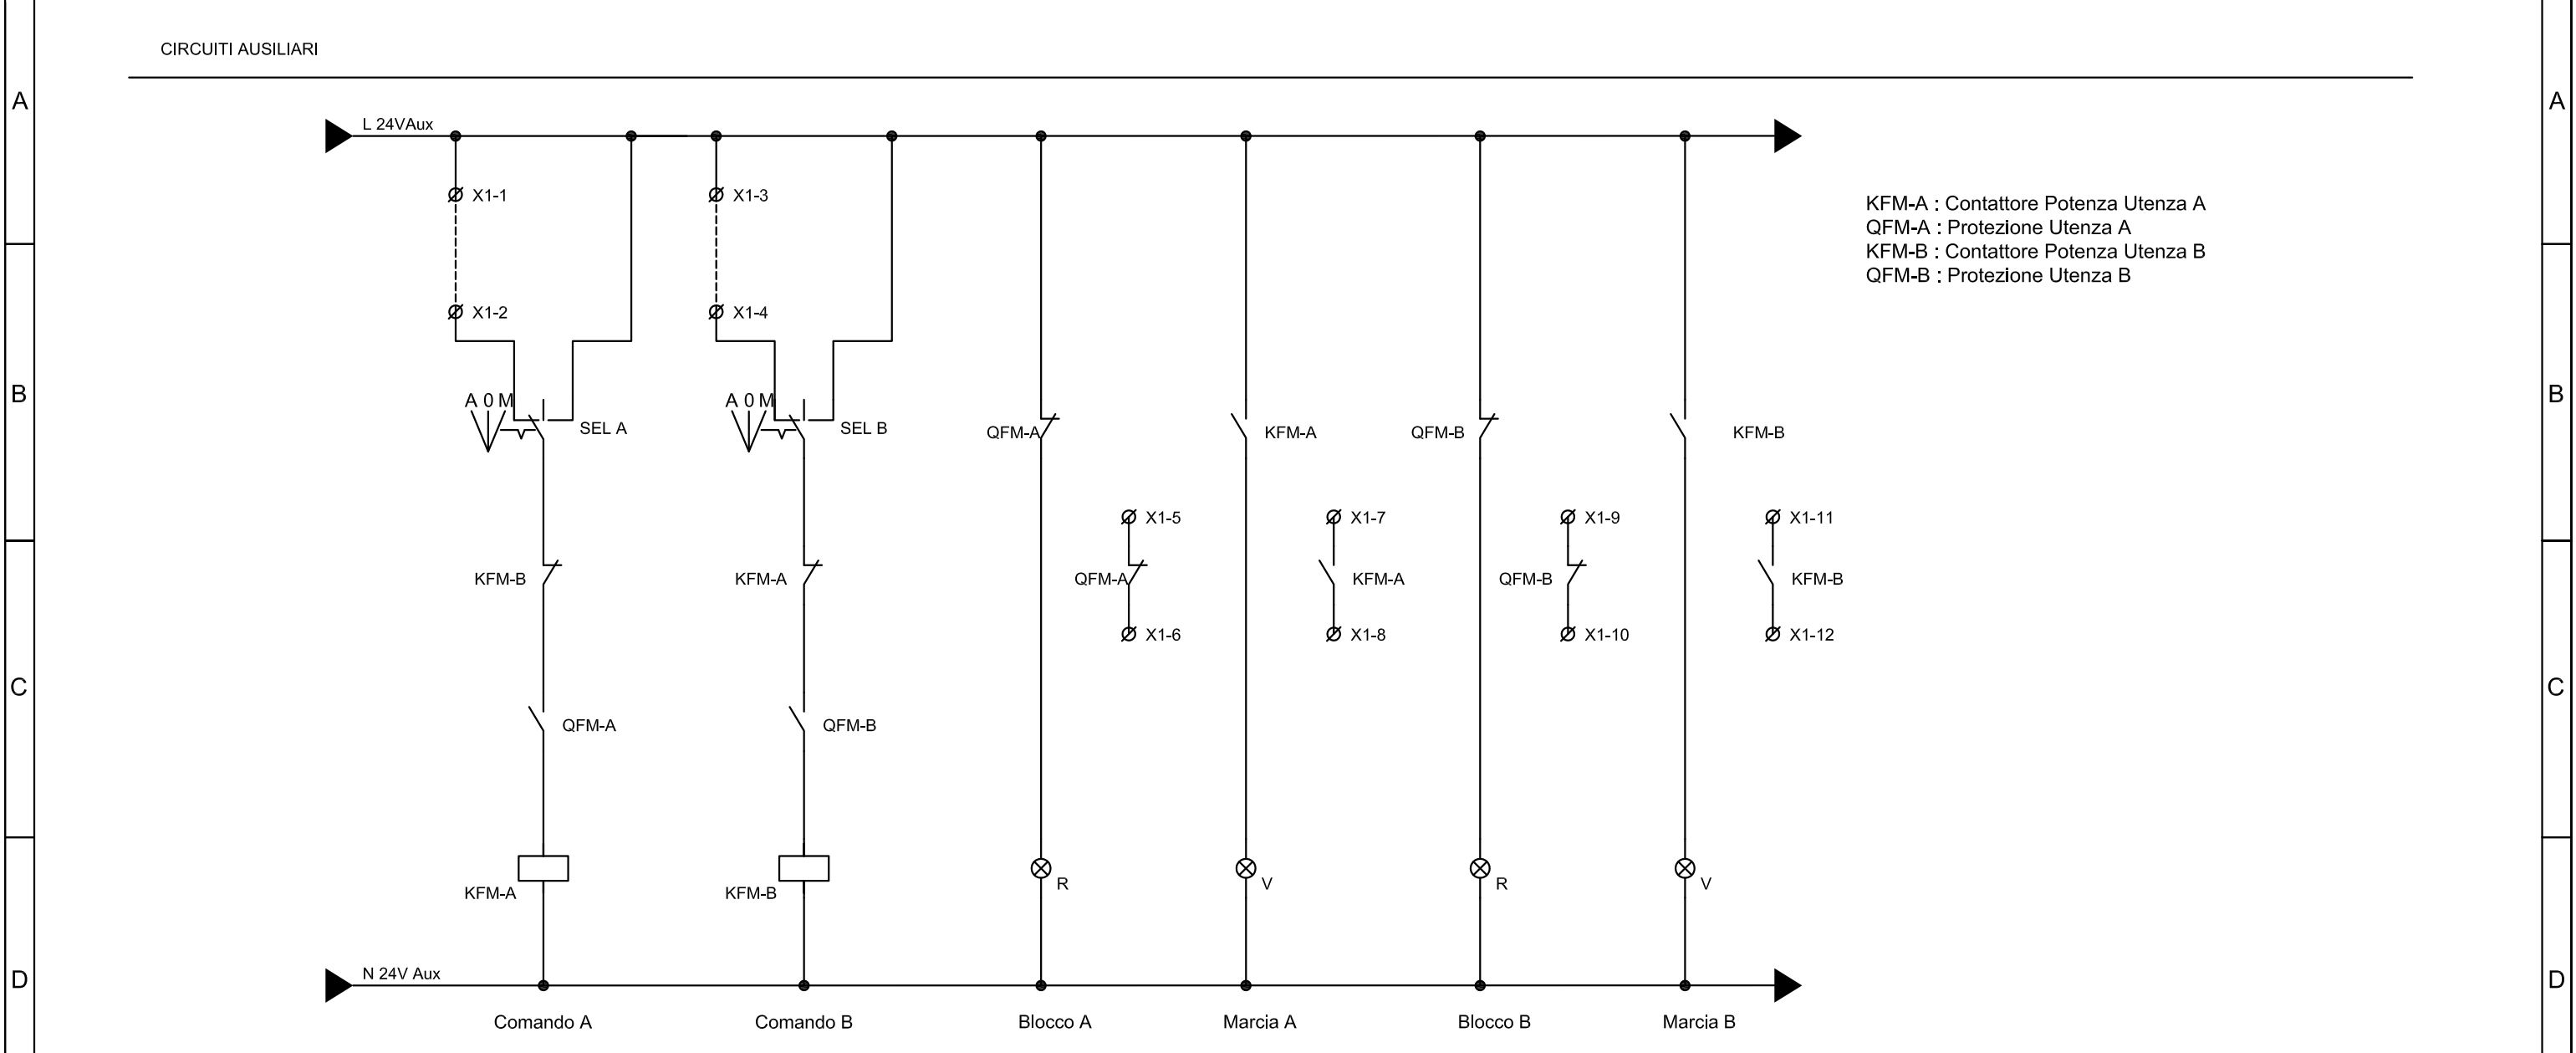 CIRCUITI AUSILIARI
A
A
L 24VAux
X1-1
X1-3
KFM-A : Contattore Potenza Utenza A
QFM-A : Protezione Utenza A
KFM-B : Contattore Potenza Utenza B
QFM-B : Protezione Utenza B
X1-2
X1-4
B
A 0 M
SEL A
A 0 M
SEL B
QFM-A
KFM-A
QFM-B
KFM-B
B
X1-5
X1-7
X1-9
X1-11
KFM-B
KFM-A
QFM-A
KFM-A
QFM-B
KFM-B
X1-6
X1-8
X1-10
X1-12
C
C
QFM-A
QFM-B
KFM-A
KFM-B
R
V
R
V
D
N 24V Aux
D
Comando A
Comando B
Blocco A
Marcia A
Blocco B
Marcia B